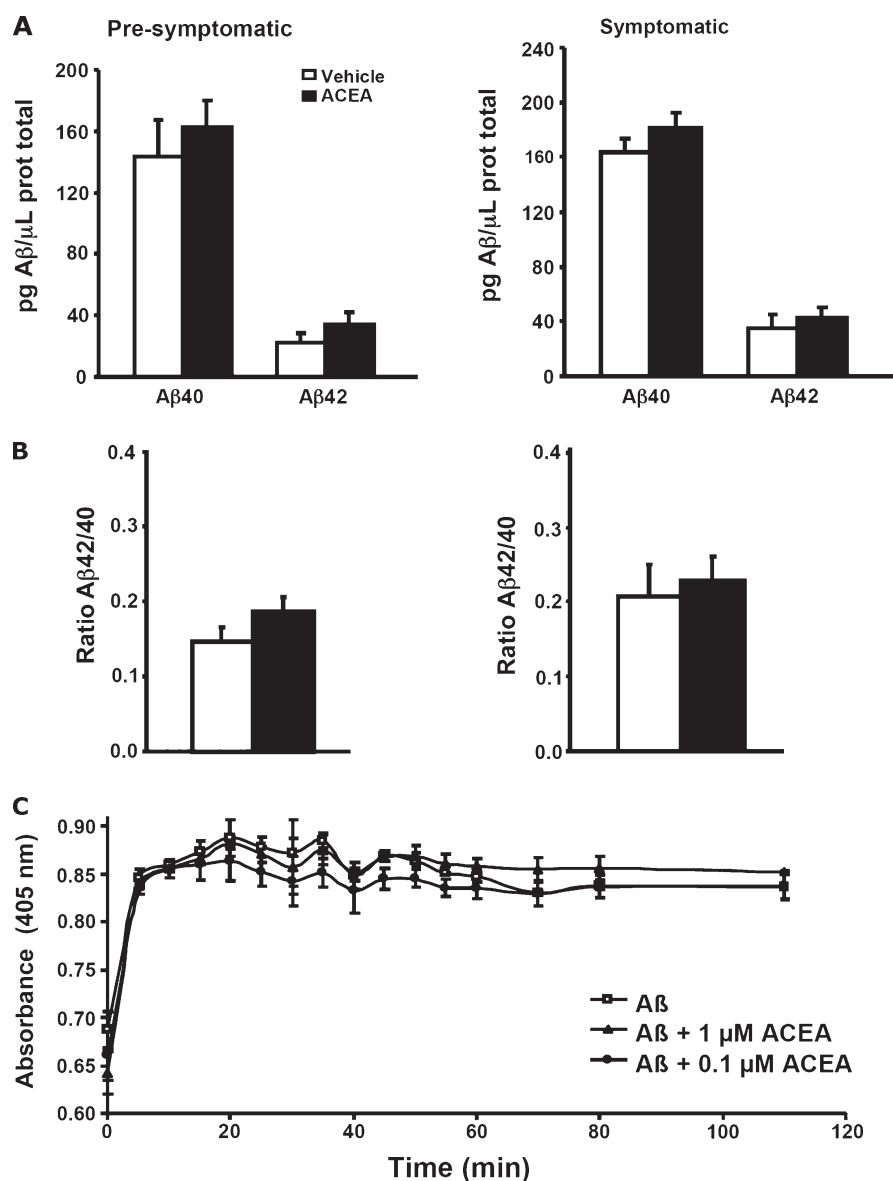 A
Pre-symptomatic
Symptomatic
Vehicle
ACEA
pg Aβ/μL prot total
200
160
120
80
40
0
Aβ40
Aβ42
pg Aβ/μL prot total
240
200
160
120
80
40
0
Aβ40
Aβ42
B
Ratio Aβ42/40
0.4
0.3
0.2
0.1
0.0
Ratio Aβ42/40
0.4
0.3
0.2
0.1
0.0
C
Absorbance (405 nm)
0.90
0.85
0.80
0.75
0.70
0.65
0.60
Aß
Aß + 1 μM ACEA
Aß + 0.1 μM ACEA
0
20
40
60
80
100
120
Time (min)